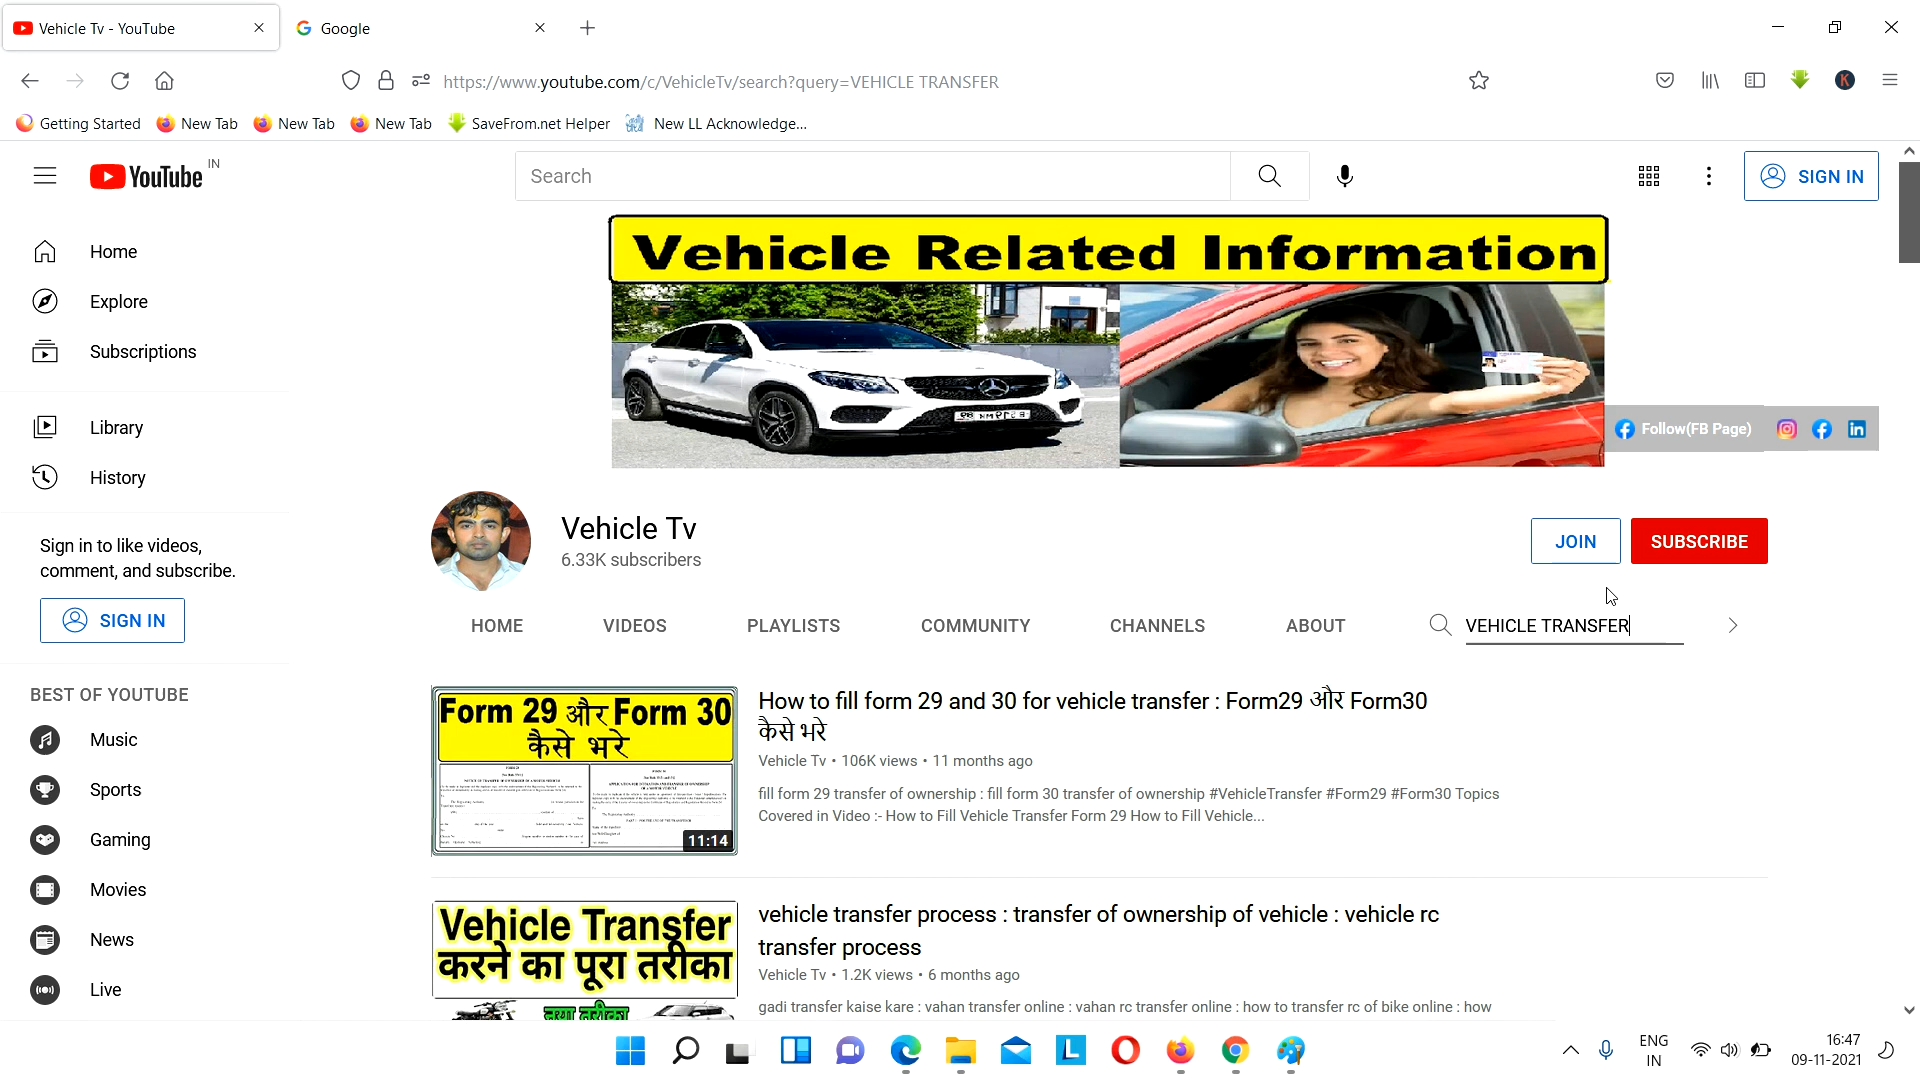 Vehicle Tv - YouTube
Google
https://www.youtube.com/c/VehicleTv/search?query=VEHICLE TRANSFER
Getting Started
New Tab
New Tab
New Tab
SaveFrom.net Helper
New LL Acknowledge...
YouTube IN
Search
SIGN IN
Vehicle Related Information
Home
Explore
Subscriptions
Library
History
Follow(FB Page)
Sign in to like videos,
comment, and subscribe.
SIGN IN
Vehicle Tv
6.33K subscribers
JOIN
SUBSCRIBE
HOME
VIDEOS
PLAYLISTS
COMMUNITY
CHANNELS
ABOUT
VEHICLE TRANSFER
BEST OF YOUTUBE
Music
Sports
Gaming
Movies
News
Live
Form 29 और Form 30
कैसे भरे
11:14
How to fill form 29 and 30 for vehicle transfer : Form29 और Form30
कैसे भरे
Vehicle Tv • 106K views • 11 months ago
fill form 29 transfer of ownership : fill form 30 transfer of ownership #VehicleTransfer #Form29 #Form30 Topics
Covered in Video :- How to Fill Vehicle Transfer Form 29 How to Fill Vehicle...
Vehicle Transfer
करने का पूरा तरीका
नया तरीका
vehicle transfer process : transfer of ownership of vehicle : vehicle rc
transfer process
Vehicle Tv • 1.2K views • 6 months ago
gadi transfer kaise kare : vahan transfer online : vahan rc transfer online : how to transfer rc of bike online : how
ENG
IN
16:47
09-11-2021